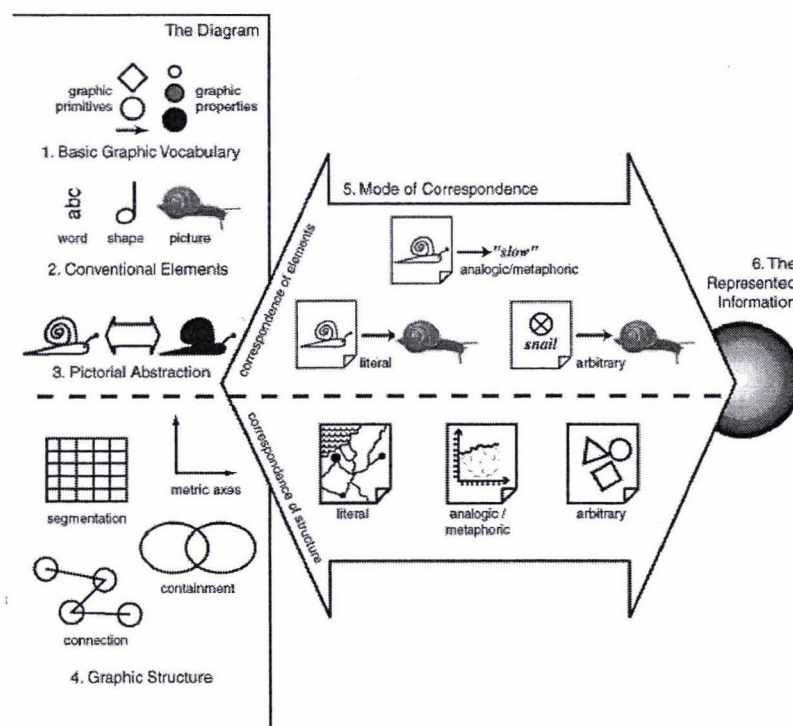 The Diagram
graphic
primitives
graphic
properties
1. Basic Graphic Vocabulary
abc
word
shape
picture
2. Conventional Elements
3. Pictorial Abstraction
segmentation
metric axes
containment
connection
4. Graphic Structure
correspondence of elements
correspondence of structure
5. Mode of Correspondence
"slow"
analogic/metaphoric
literal
snail
arbitrary
literal
analogic /
metaphoric
arbitrary
6. The
Represented
Information